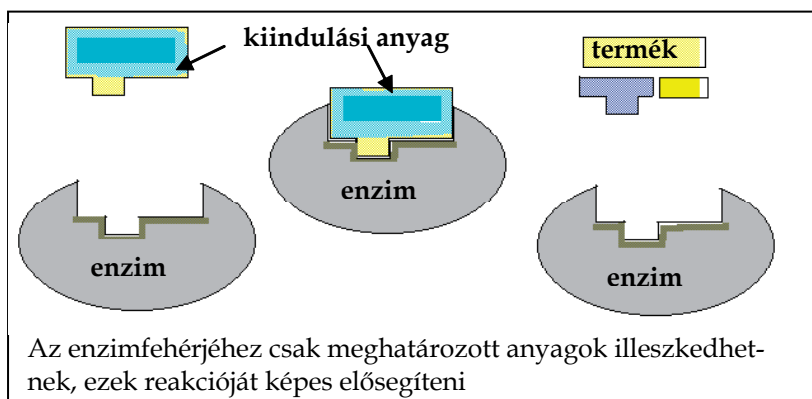 kiindulási anyag
termék
enzim
enzim
enzim
Az enzimfehérjéhez csak meghatározott anyagok illeszkedhet-
nek, ezek reakcióját képes elősegíteni